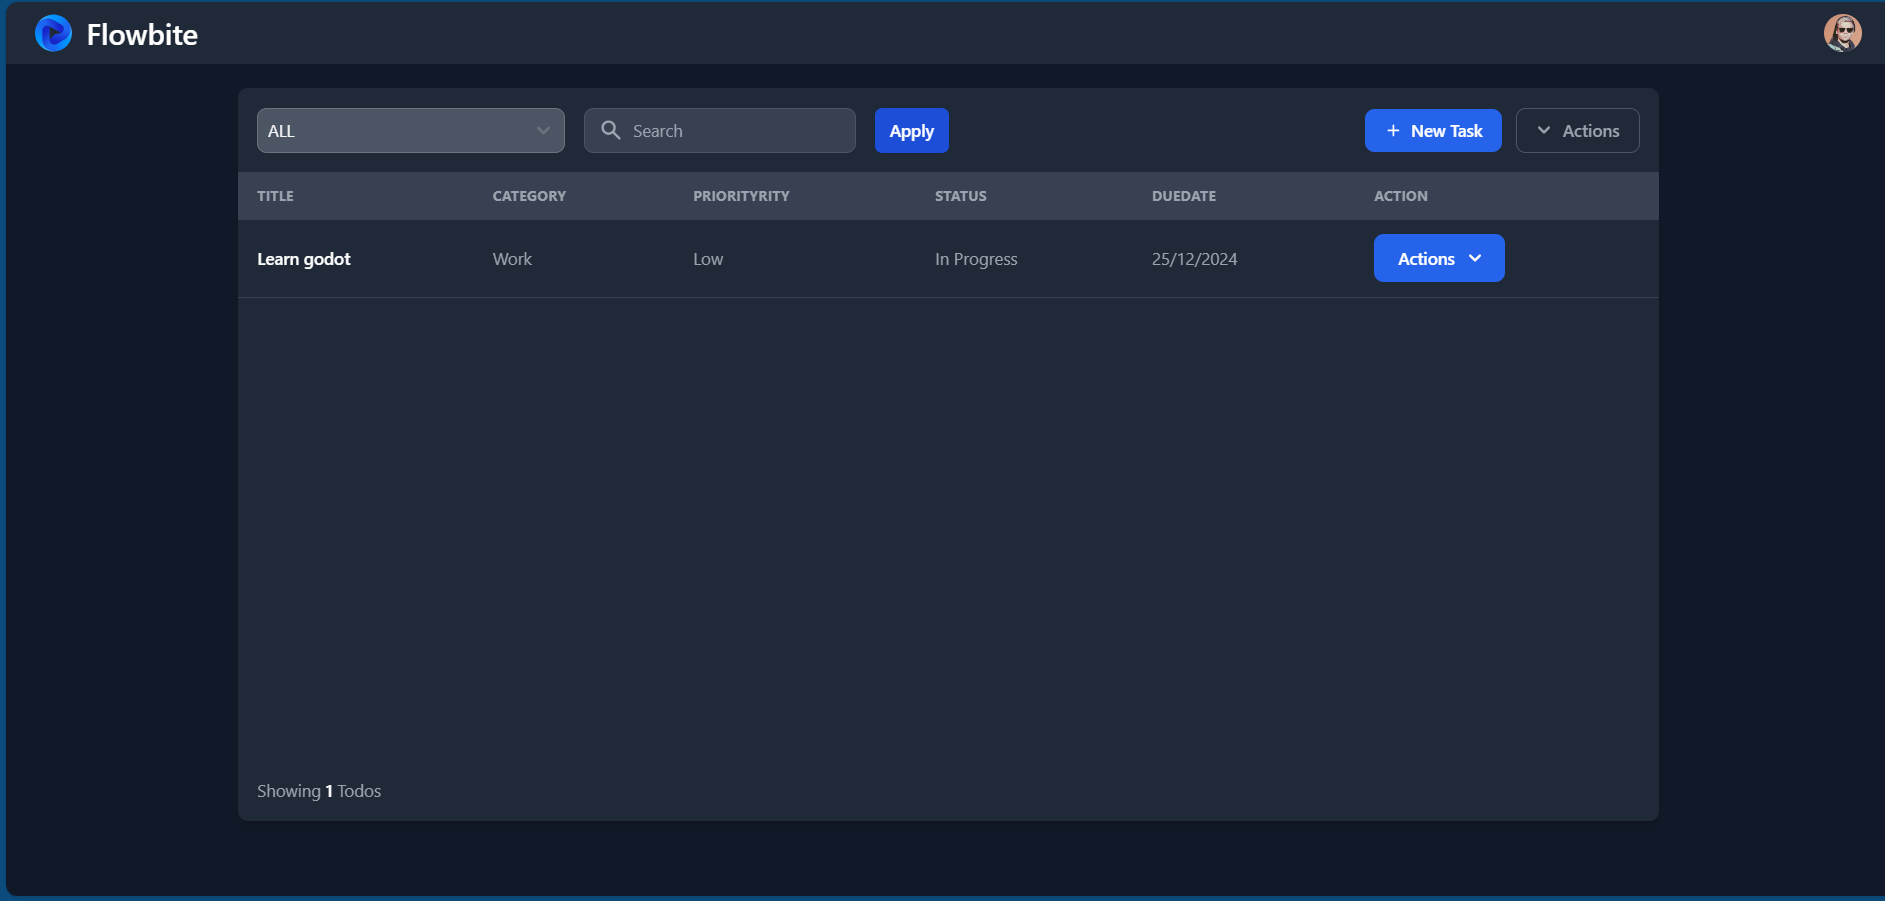 Flowbite
ALL Search Apply + New Task Actions
TITLE CATEGORY PRIORITYRITY STATUS DUEDATE ACTION
Learn godot Work Low In Progress 25/12/2024 Actions
Showing 1 Todos